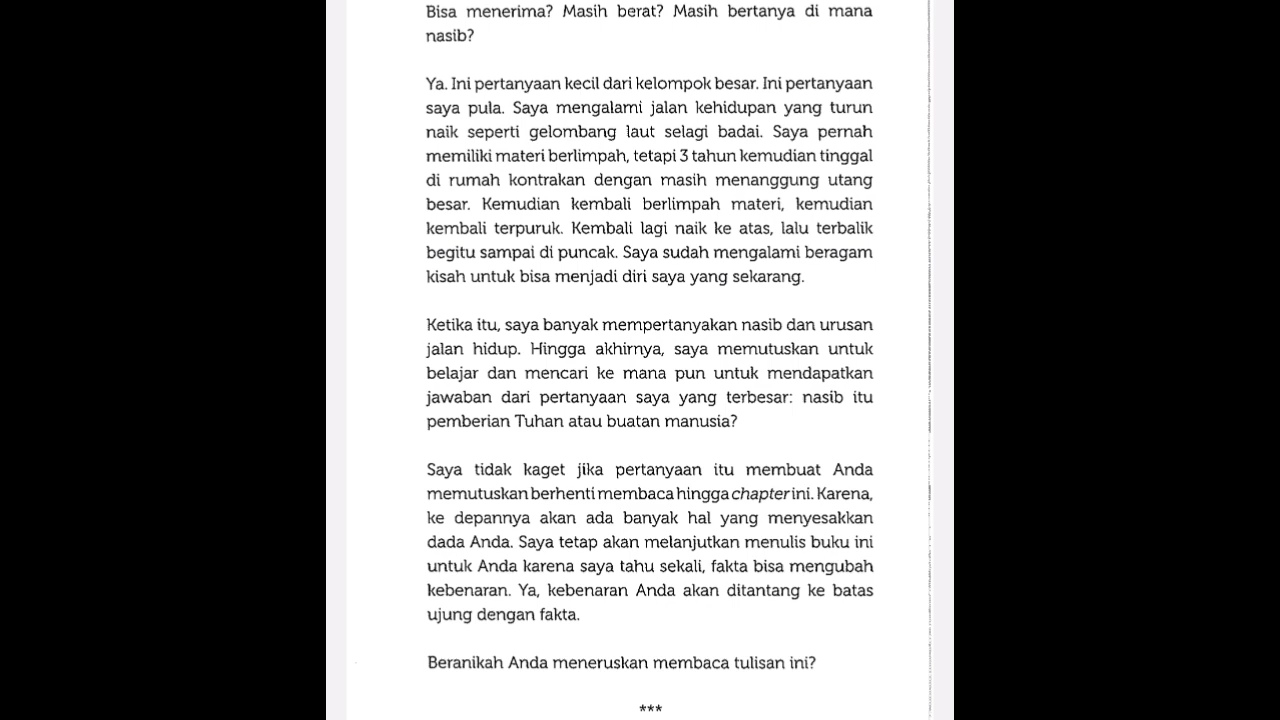 Bisa menerima? Masih berat? Masih bertanya di mana
nasib?
Ya. Ini pertanyaan kecil dari kelompok besar. Ini pertanyaan
saya pula. Saya mengalami jalan kehidupan yang turun
naik seperti gelombang laut selagi badai. Saya pernah
memiliki materi berlimpah, tetapi 3 tahun kemudian tinggal
di rumah kontrakan dengan masih menanggung utang
besar. Kemudian kembali berlimpah materi, kemudian
kembali terpuruk. Kembali lagi naik ke atas, lalu terbalik
begitu sampai di puncak. Saya sudah mengalami beragam
kisah untuk bisa menjadi diri saya yang sekarang.
Ketika itu, saya banyak mempertanyakan nasib dan urusan
jalan hidup. Hingga akhirnya, saya memutuskan untuk
belajar dan mencari ke mana pun untuk mendapatkan
jawaban dari pertanyaan saya yang terbesar: nasib itu
pemberian Tuhan atau buatan manusia?
Saya tidak kaget jika pertanyaan itu membuat Anda
memutuskan berhenti membaca hingga chapter ini. Karena,
ke depannya akan ada banyak hal yang menyesakkan
dada Anda. Saya tetap akan melanjutkan menulis buku ini
untuk Anda karena saya tahu sekali, fakta bisa mengubah
kebenaran. Ya, kebenaran Anda akan ditantang ke batas
ujung dengan fakta.
Beranikah Anda meneruskan membaca tulisan ini?
***